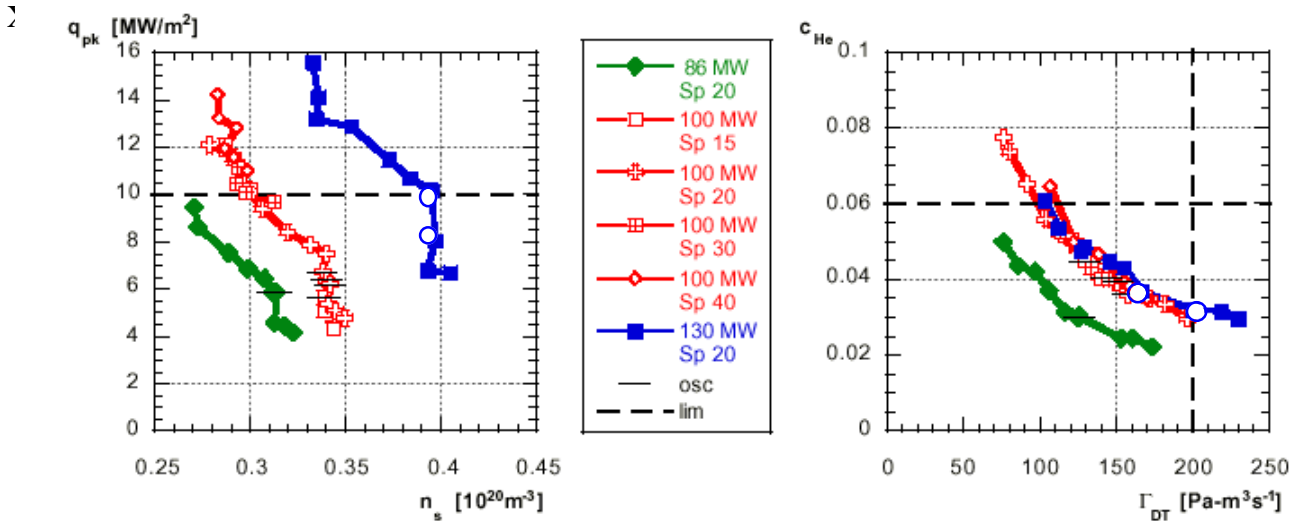 q_pk [MW/m²]
16
14
12
10
8
6
4
2
0
0.25 0.3 0.35 0.4 0.45
n_s [10²⁰m⁻³]
86 MW
Sp 20
100 MW
Sp 15
100 MW
Sp 20
100 MW
Sp 30
100 MW
Sp 40
130 MW
Sp 20
osc
lim
c_He
0.1
0.08
0.06
0.04
0.02
0
0 50 100 150 200 250
Γ_DT [Pa-m³s⁻¹]